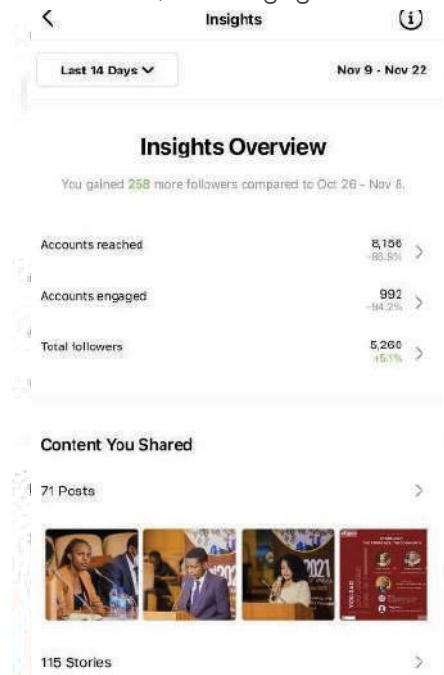 Insights
Last 14 Days
Nov 9 - Nov 22
Insights Overview
You gained 258 more followers compared to Oct 26 - Nov 8.
Accounts reached
8,156
Accounts engaged
992
-94.2%
Total followers
5,260
+5.1%
Content You Shared
71 Posts
2021
115 Stories